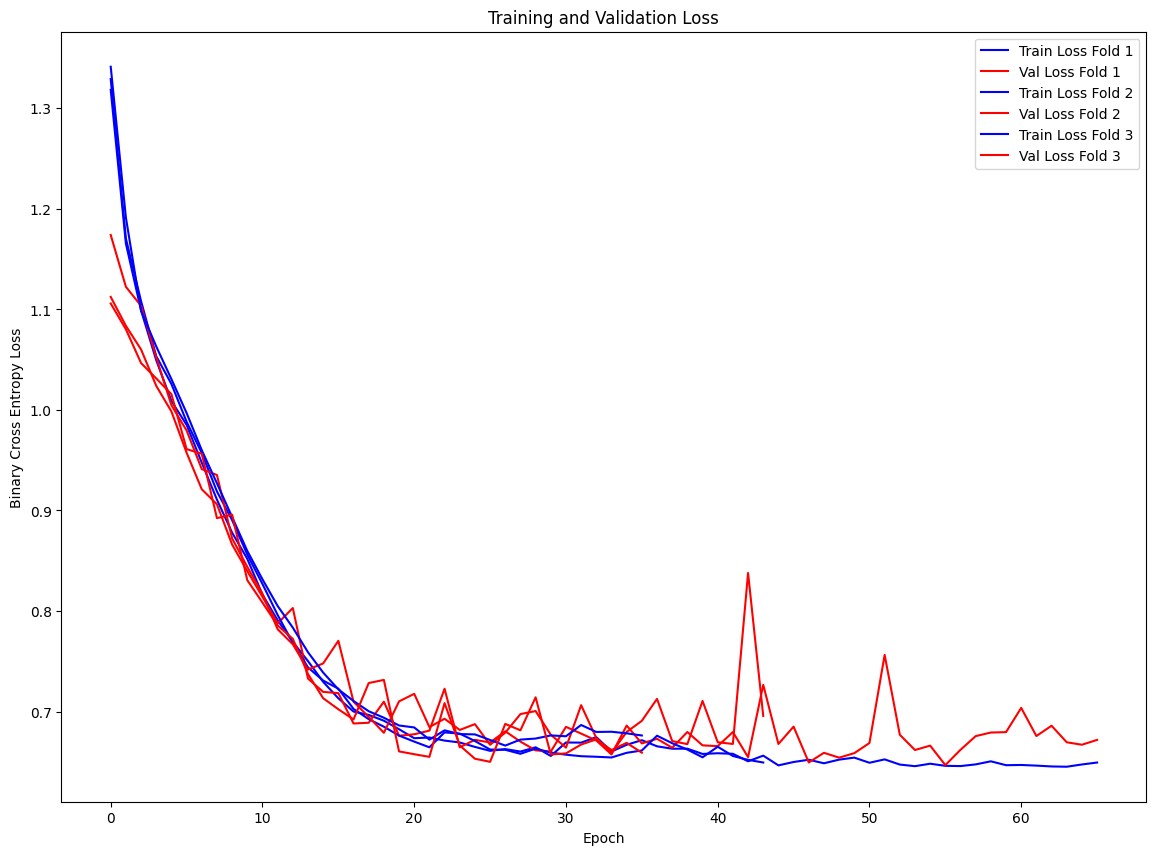 Training and Validation Loss
Train Loss Fold 1
Val Loss Fold 1
Train Loss Fold 2
Val Loss Fold 2
Train Loss Fold 3
Val Loss Fold 3
Binary Cross Entropy Loss
1.3
1.2
1.1
1.0
0.9
0.8
0.7
0 10 20 30 40 50 60
Epoch